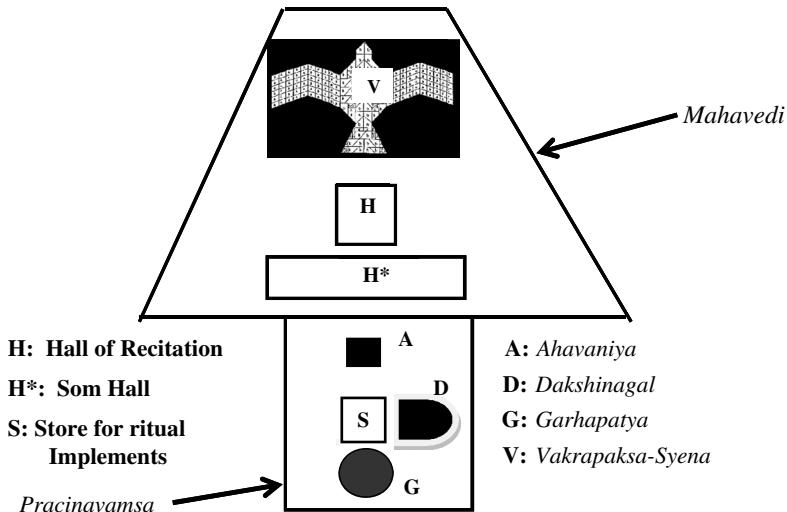 V
Mahavedi
H
H*
H: Hall of Recitation
H*: Som Hall
S: Store for ritual
Implements
Pracinavamsa
A
D
S
G
A: Ahavaniya
D: Dakshinagal
G: Garhapatya
V: Vakrapaksa-Syena